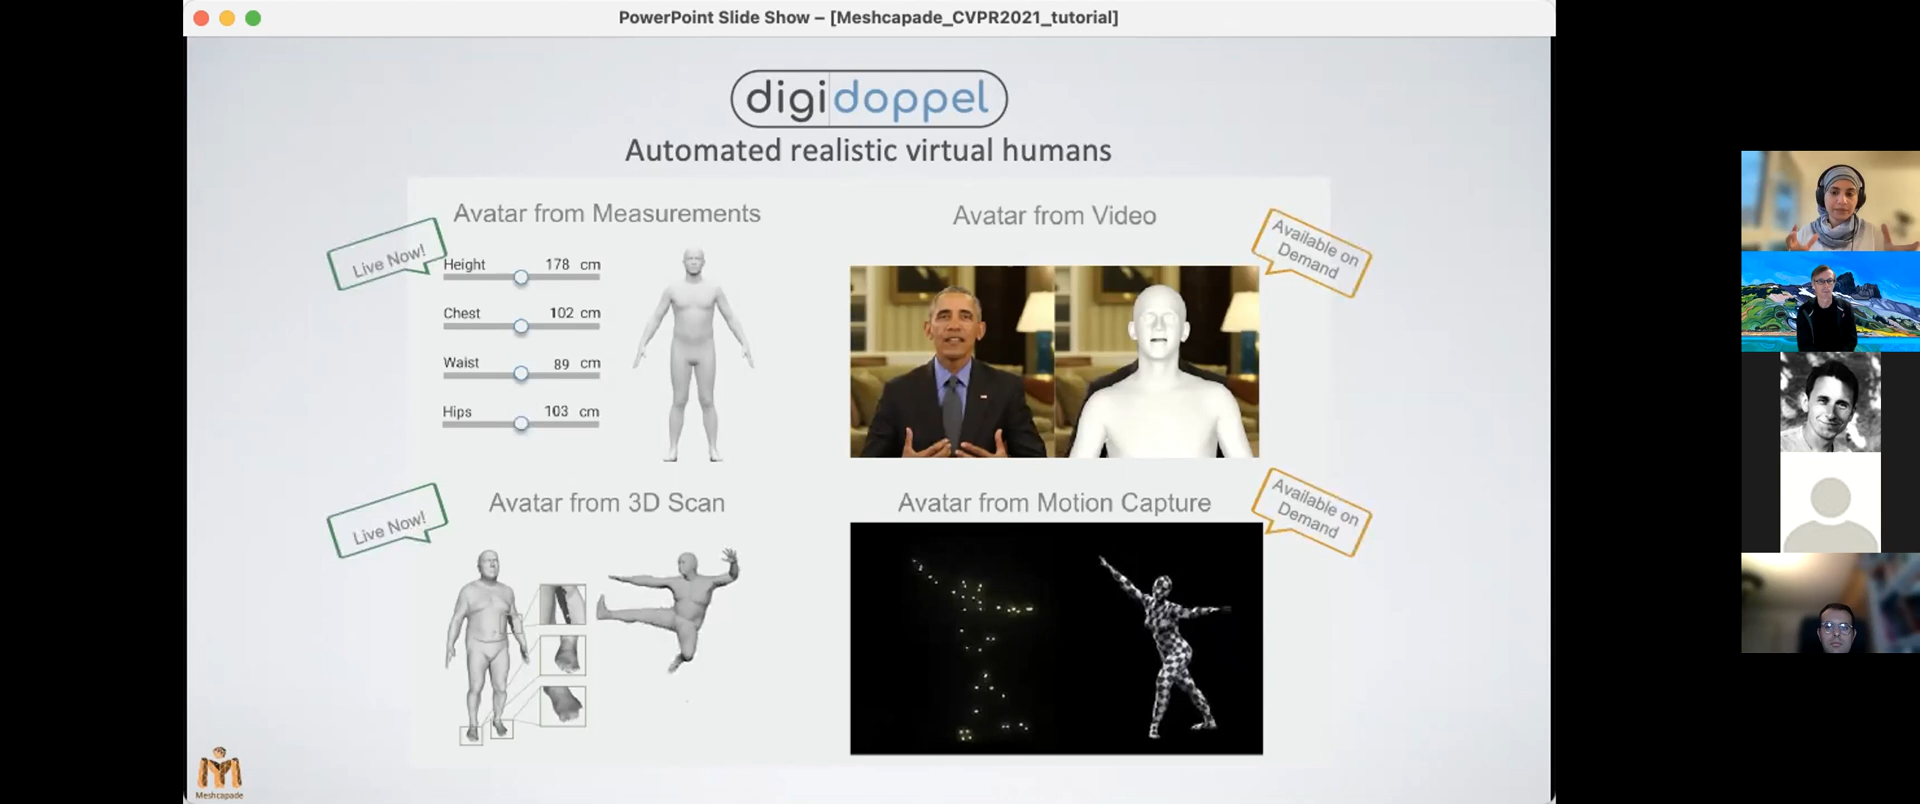 PowerPoint Slide Show – [Meshcapade_CVPR2021_tutorial]
digidoppel
Automated realistic virtual humans
Avatar from Measurements
Live Now!
Height 178 cm
Chest 102 cm
Waist 89 cm
Hips 103 cm
Avatar from Video
Available on
Demand
Avatar from 3D Scan
Live Now!
Avatar from Motion Capture
Available on
Demand
Meshcapade